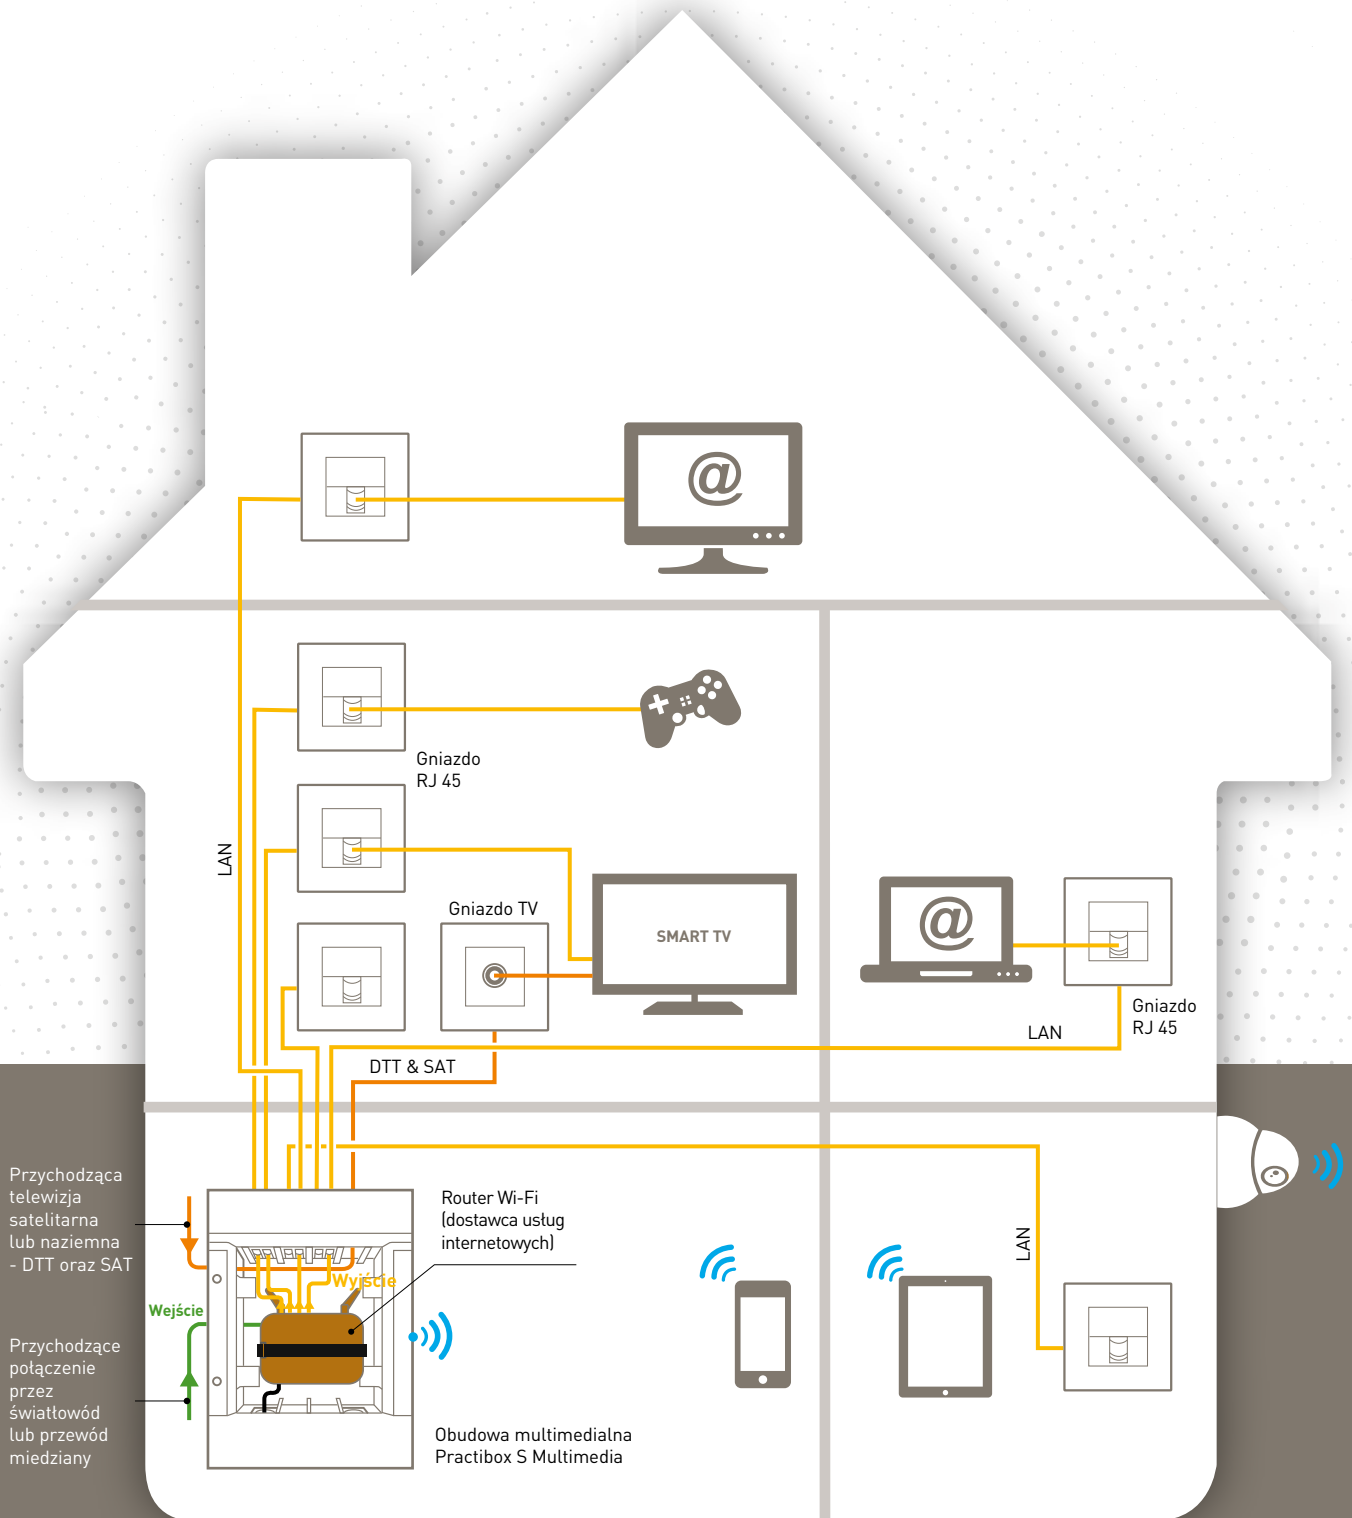 @
Gniazdo
RJ 45
LAN
Gniazdo TV
SMART TV
@
Gniazdo
RJ 45
LAN
DTT & SAT
Przychodząca
telewizja
satelitarna
lub naziemna
- DTT oraz SAT
Router Wi-Fi
(dostawca usług
internetowych)
LAN
Wyjście
Wejście
Przychodzące
połączenie
przez
światłowód
lub przewód
miedziany
Obudowa multimedialna
Practibox S Multimedia